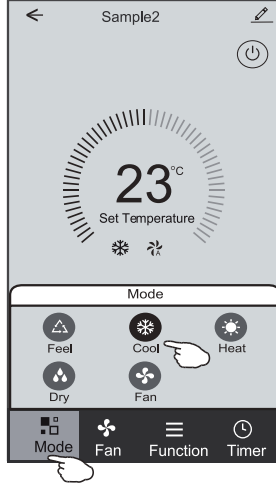 Sample2
23°C
Set Temperature
A
Mode
Feel Cool Heat
Dry Fan
Mode Fan Function Timer